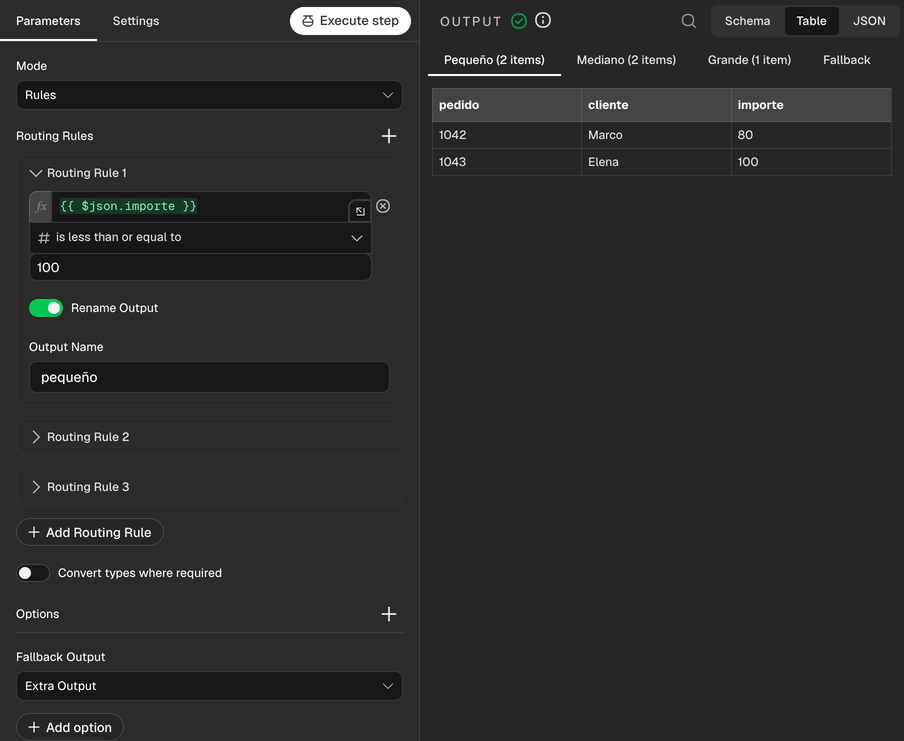 Parameters
Settings
Execute step
Mode
Rules
Routing Rules
Routing Rule 1
fx {{ $json.importe }}
# is less than or equal to
100
Rename Output
Output Name
pequeño
Routing Rule 2
Routing Rule 3
+ Add Routing Rule
Convert types where required
Options
Fallback Output
Extra Output
+ Add option
OUTPUT
Schema
Table
JSON
Pequeño (2 items)
Mediano (2 items)
Grande (1 item)
Fallback
pedido cliente importe
1042 Marco 80
1043 Elena 100